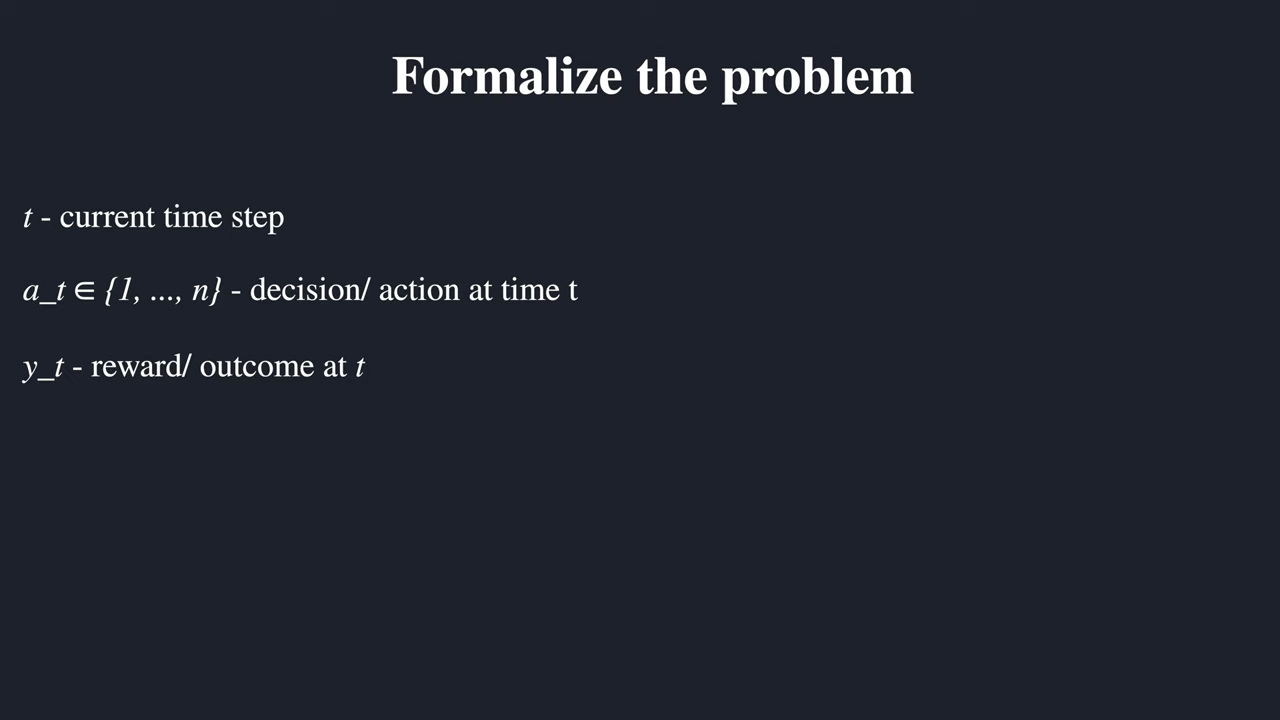 Formalize the problem
t - current time step
a_t ∈ {1, ..., n} - decision/ action at time t
y_t - reward/ outcome at t